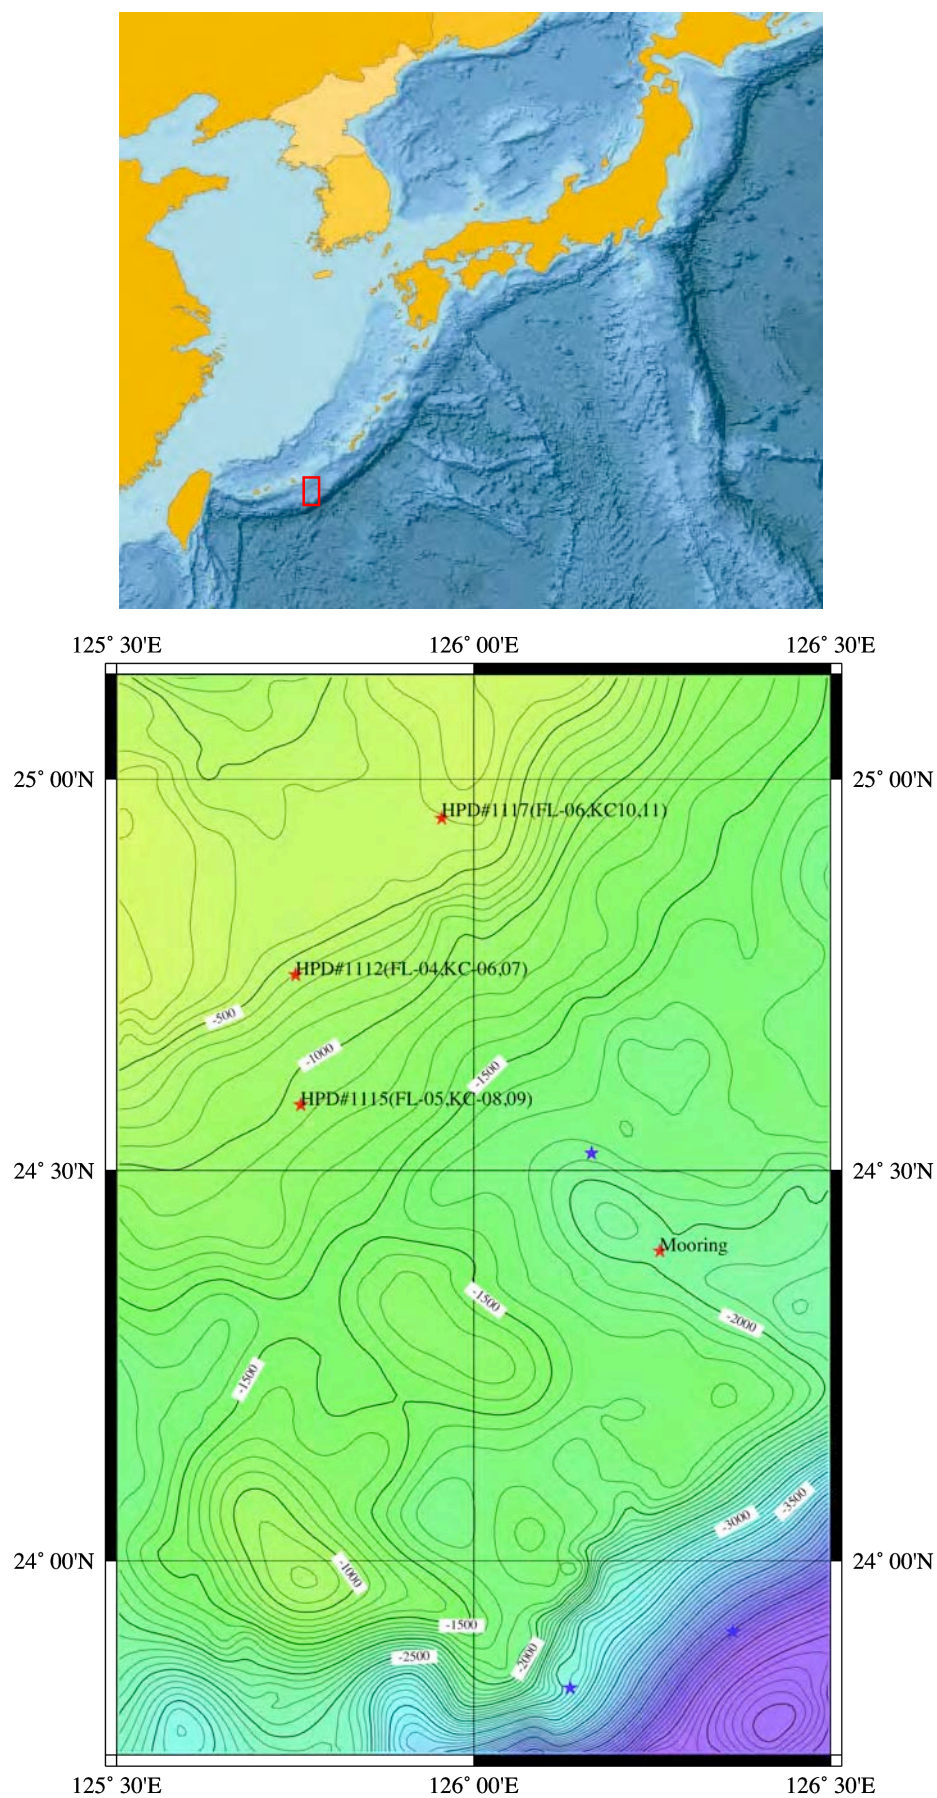 125° 30'E 126° 00'E 126° 30'E
25° 00'N 25° 00'N
HPD#1117(FL-06,KC10,11)
HPD#1112(FL-04,KC-06,07)
-500
-1000
-1500
HPD#1115(FL-05,KC-08,09)
24° 30'N 24° 30'N
Mooring
-1500
-2000
-1500
-3500
-3000
24° 00'N 24° 00'N
-1000
-1500
-2500
-2000
125° 30'E 126° 00'E 126° 30'E